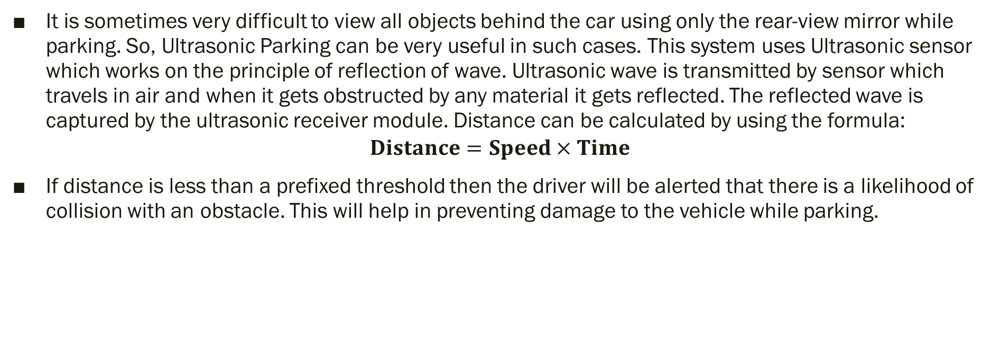 ▪ It is sometimes very difficult to view all objects behind the car using only the rear-view mirror while
parking. So, Ultrasonic Parking can be very useful in such cases. This system uses Ultrasonic sensor
which works on the principle of reflection of wave. Ultrasonic wave is transmitted by sensor which
travels in air and when it gets obstructed by any material it gets reflected. The reflected wave is
captured by the ultrasonic receiver module. Distance can be calculated by using the formula:
Distance = Speed × Time
▪ If distance is less than a prefixed threshold then the driver will be alerted that there is a likelihood of
collision with an obstacle. This will help in preventing damage to the vehicle while parking.